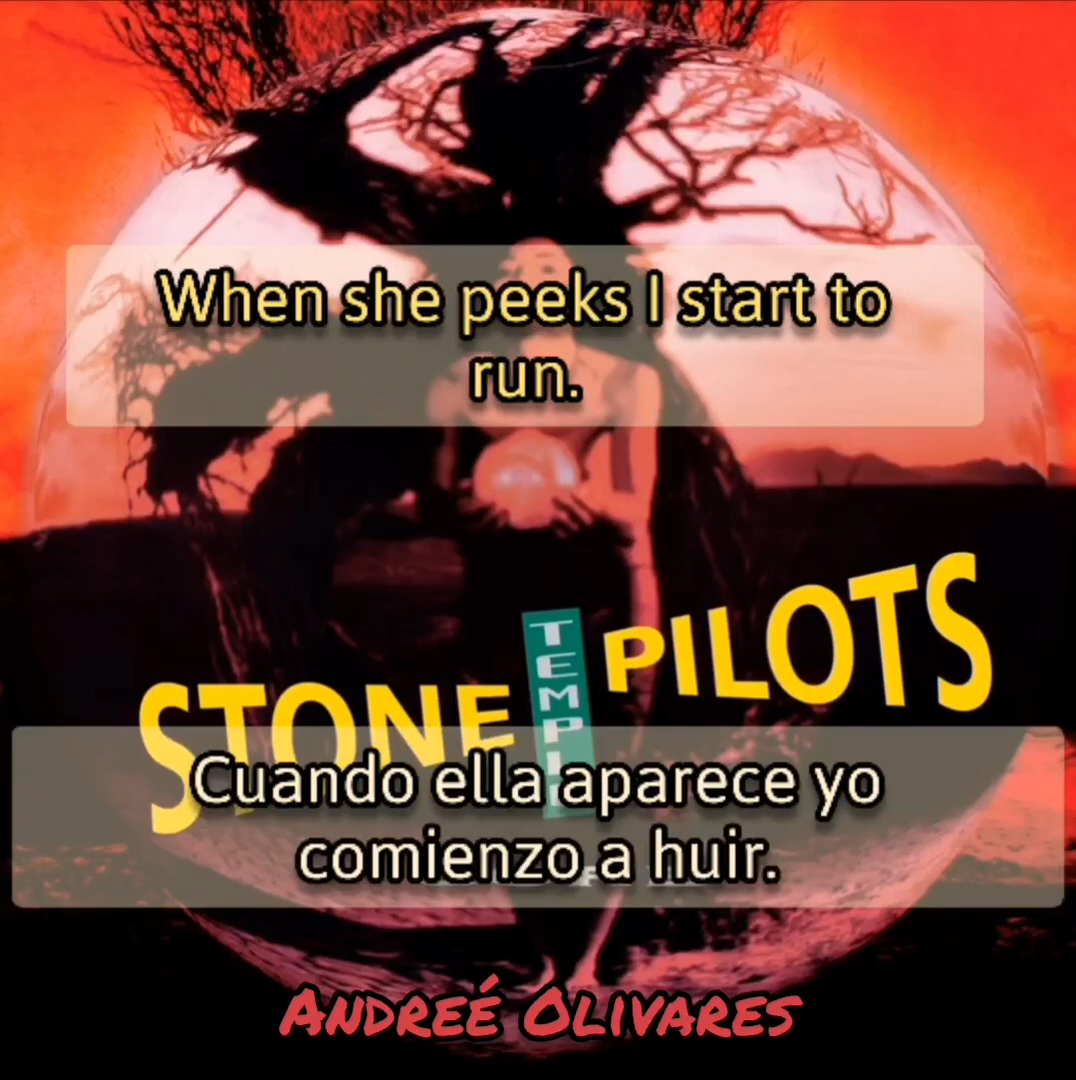 When she peeks I start to
run.
STONE TEMPLE PILOTS
Cuando ella aparece yo
comienzo a huir.
Andreé Olivares